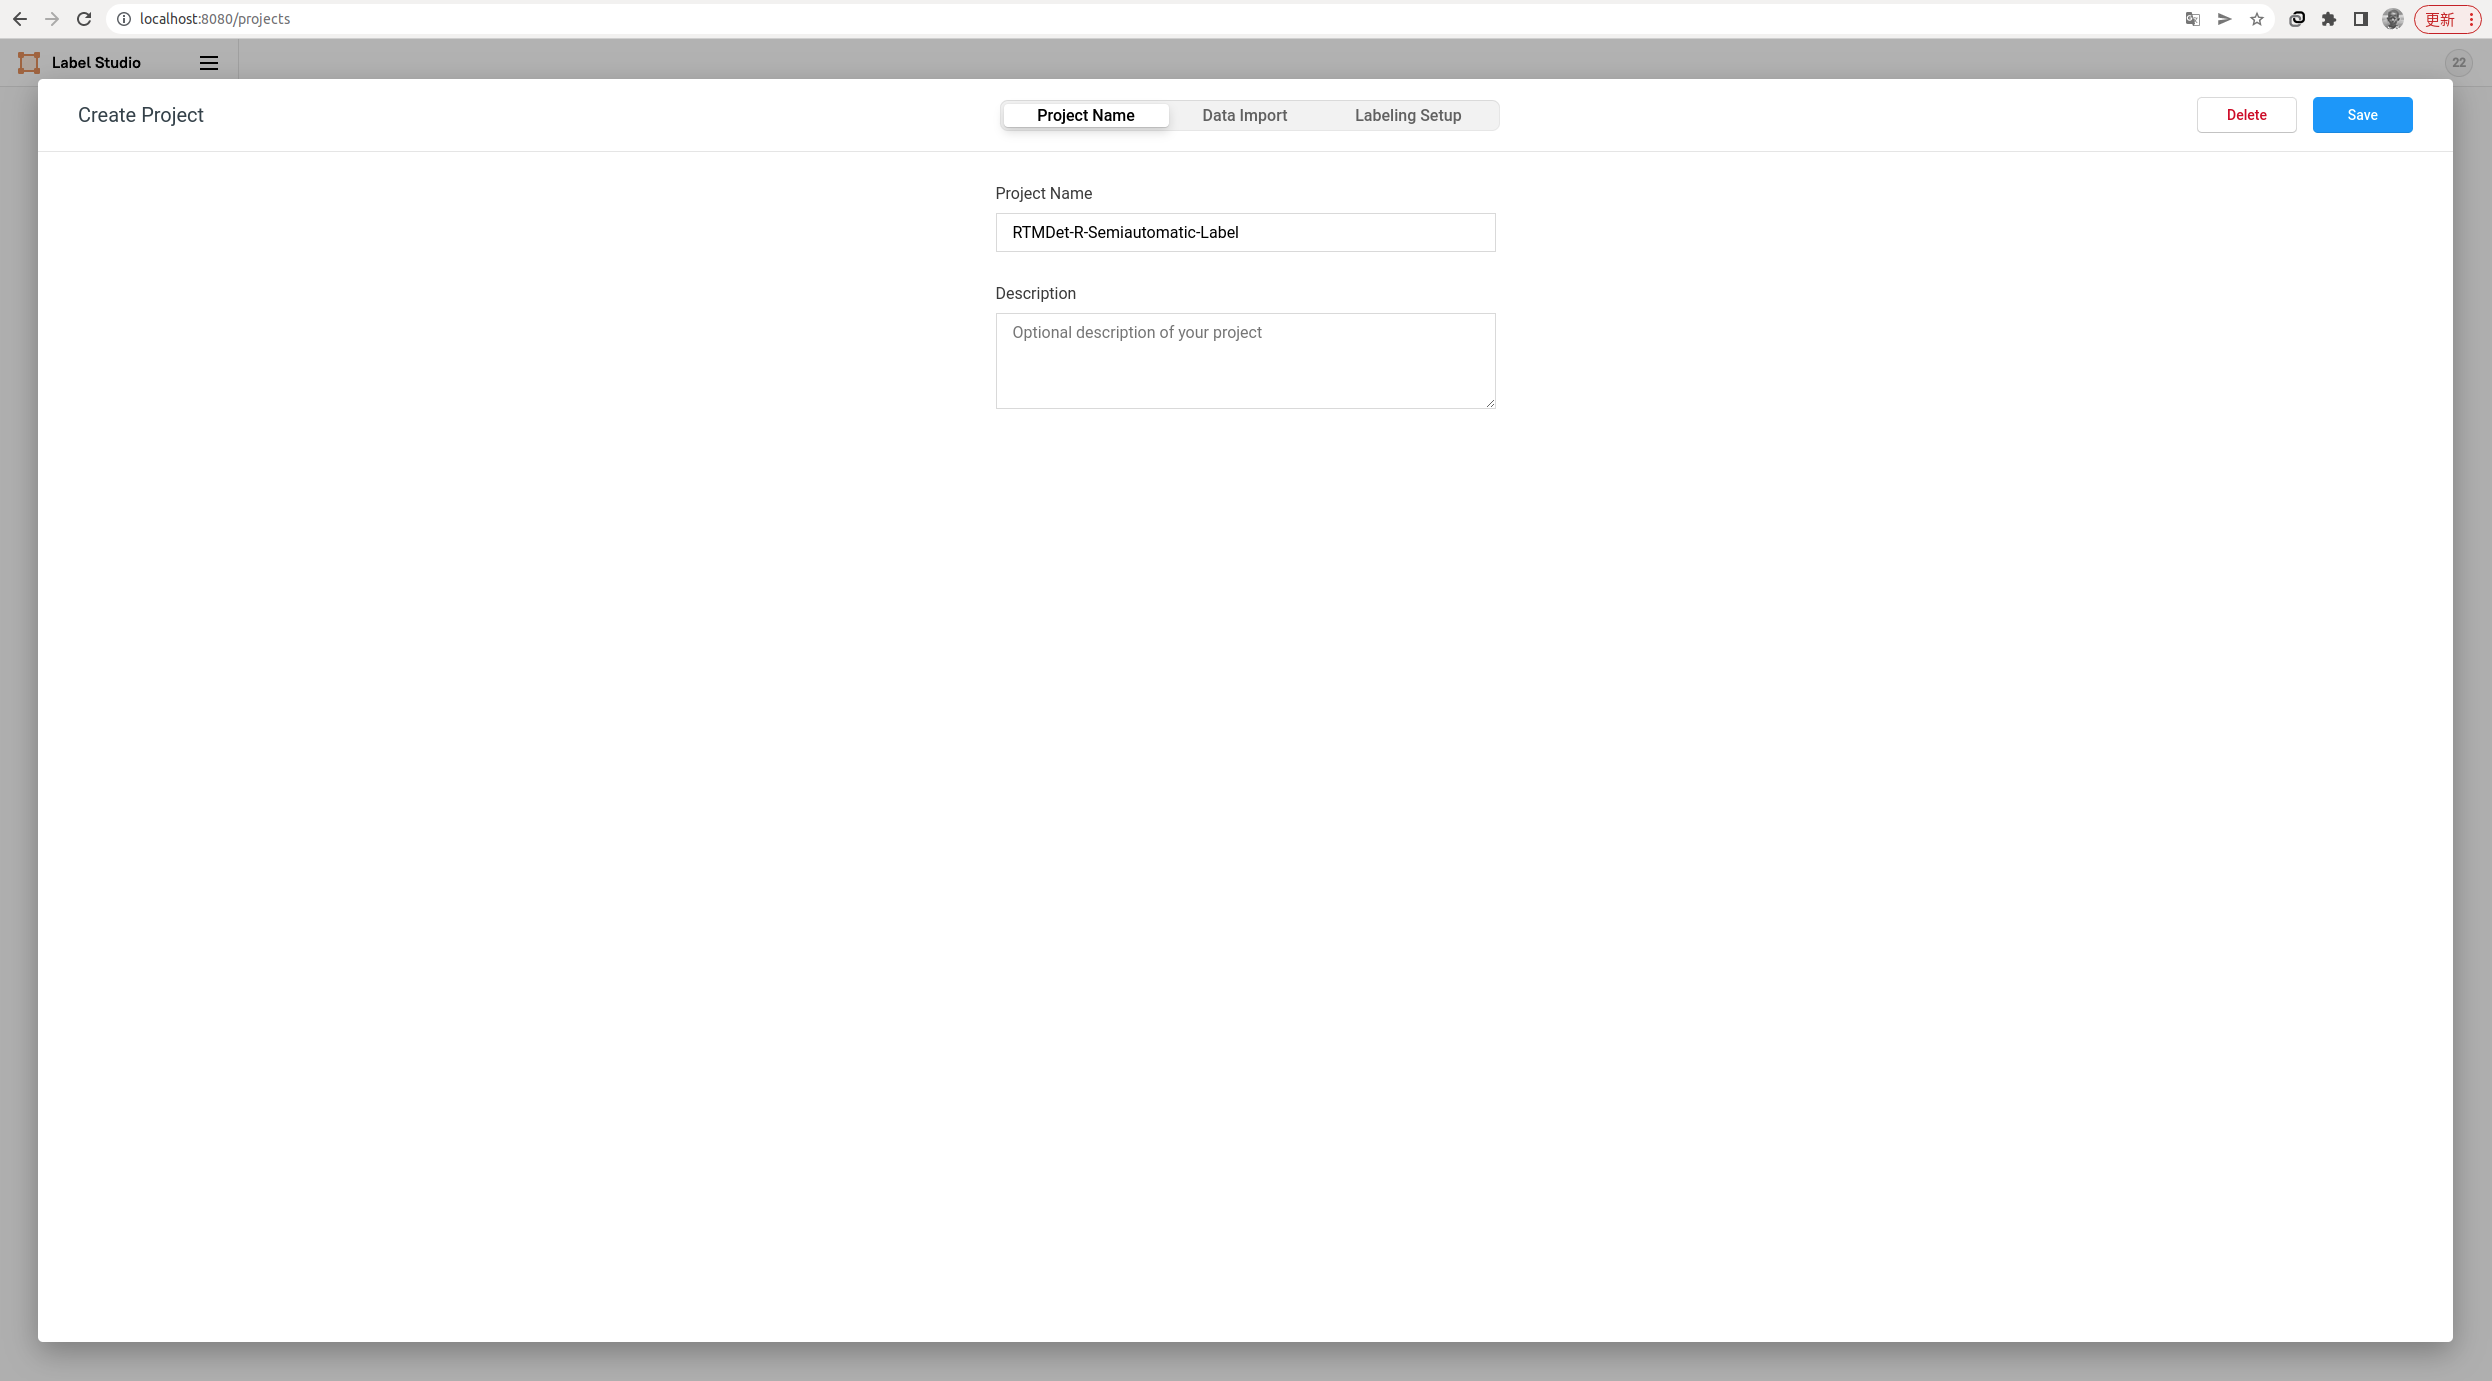 localhost:8080/projects
更新
Label Studio
22
Create Project
Project Name
Data Import
Labeling Setup
Delete
Save
Project Name
RTMDet-R-Semiautomatic-Label
Description
Optional description of your project